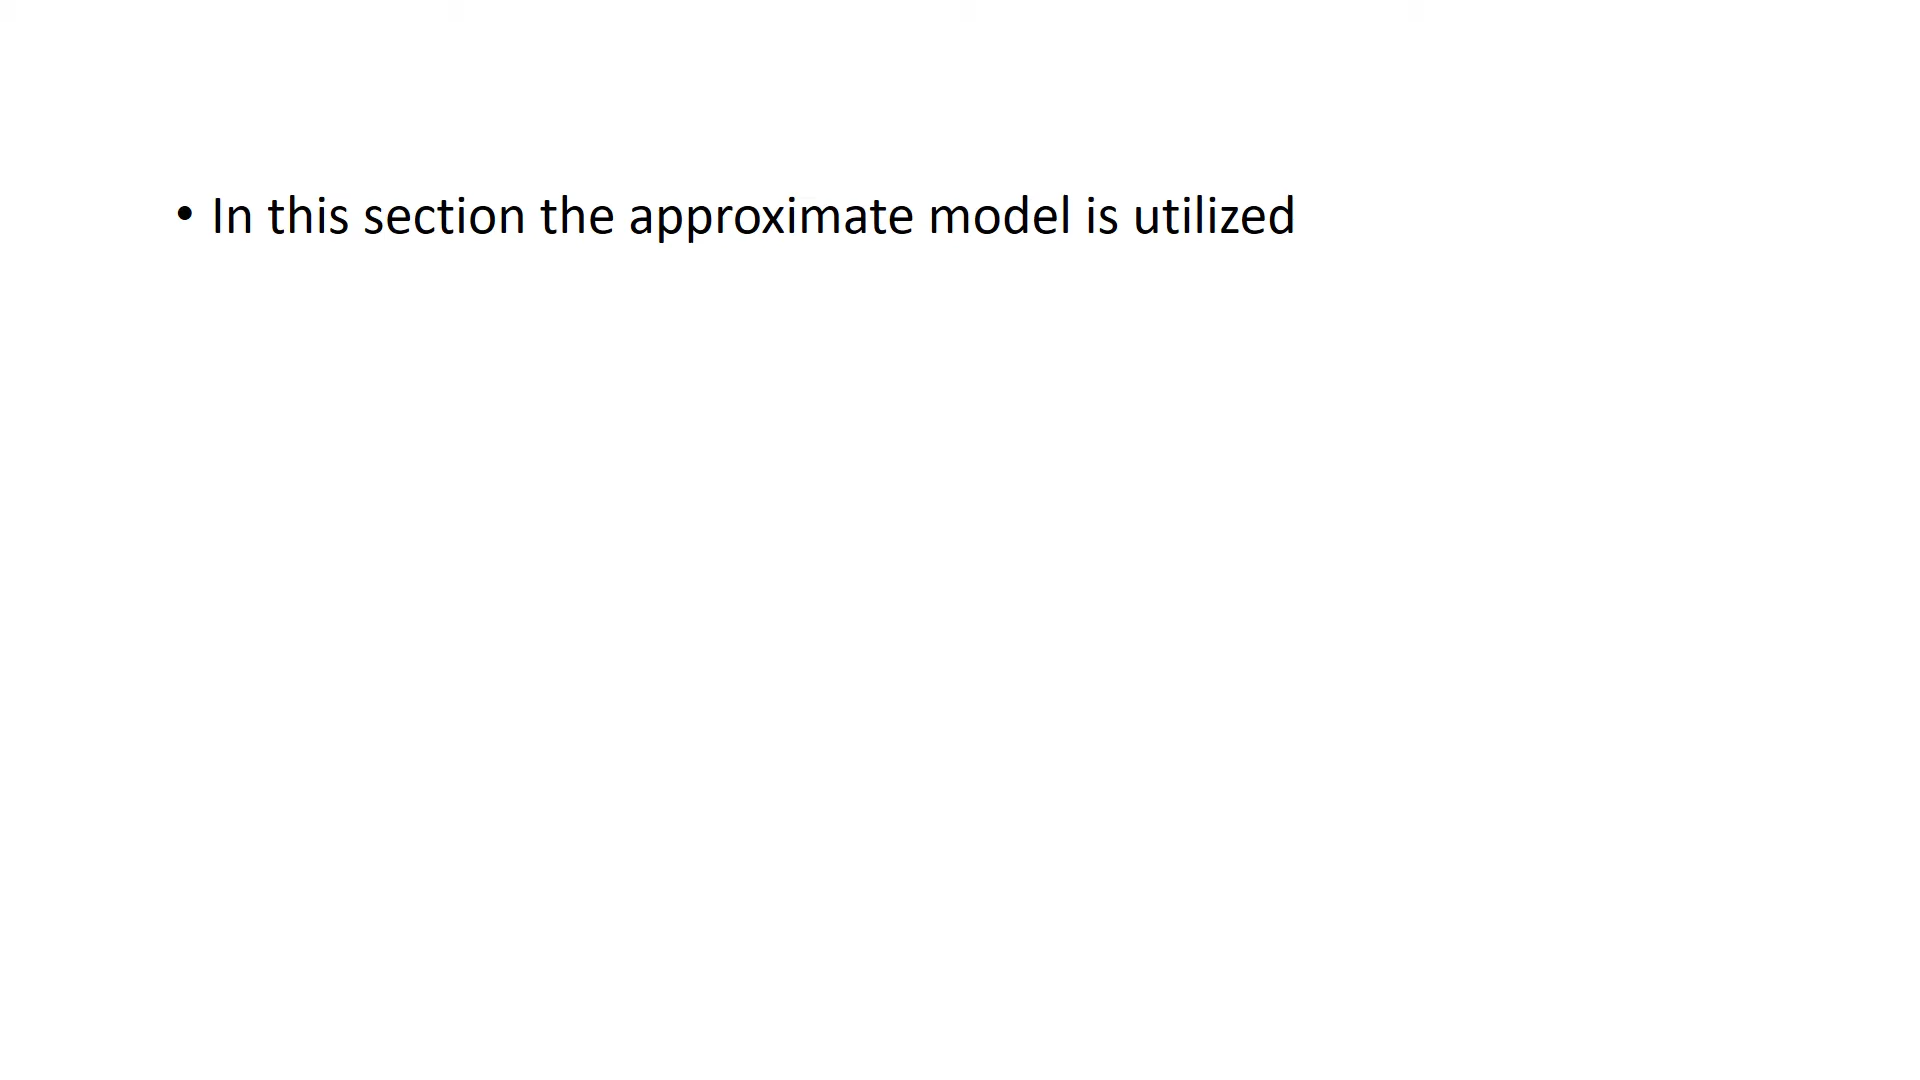 • In this section the approximate model is utilized